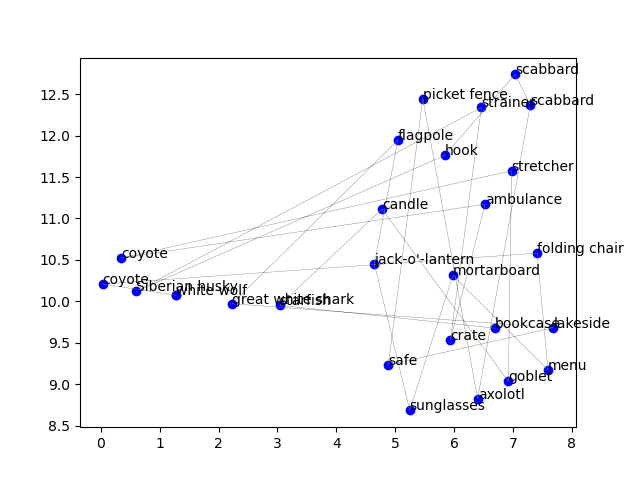 scabbard
picket fence
strainer
scabbard
flagpole
hook
stretcher
candle
ambulance
coyote
folding chair
jack-o'-lantern
mortarboard
coyote
Siberian husky
white wolf
great white shark
starfish
bookcase
lakeside
crate
safe
menu
goblet
axolotl
sunglasses
12.5
12.0
11.5
11.0
10.5
10.0
9.5
9.0
8.5
0 1 2 3 4 5 6 7 8